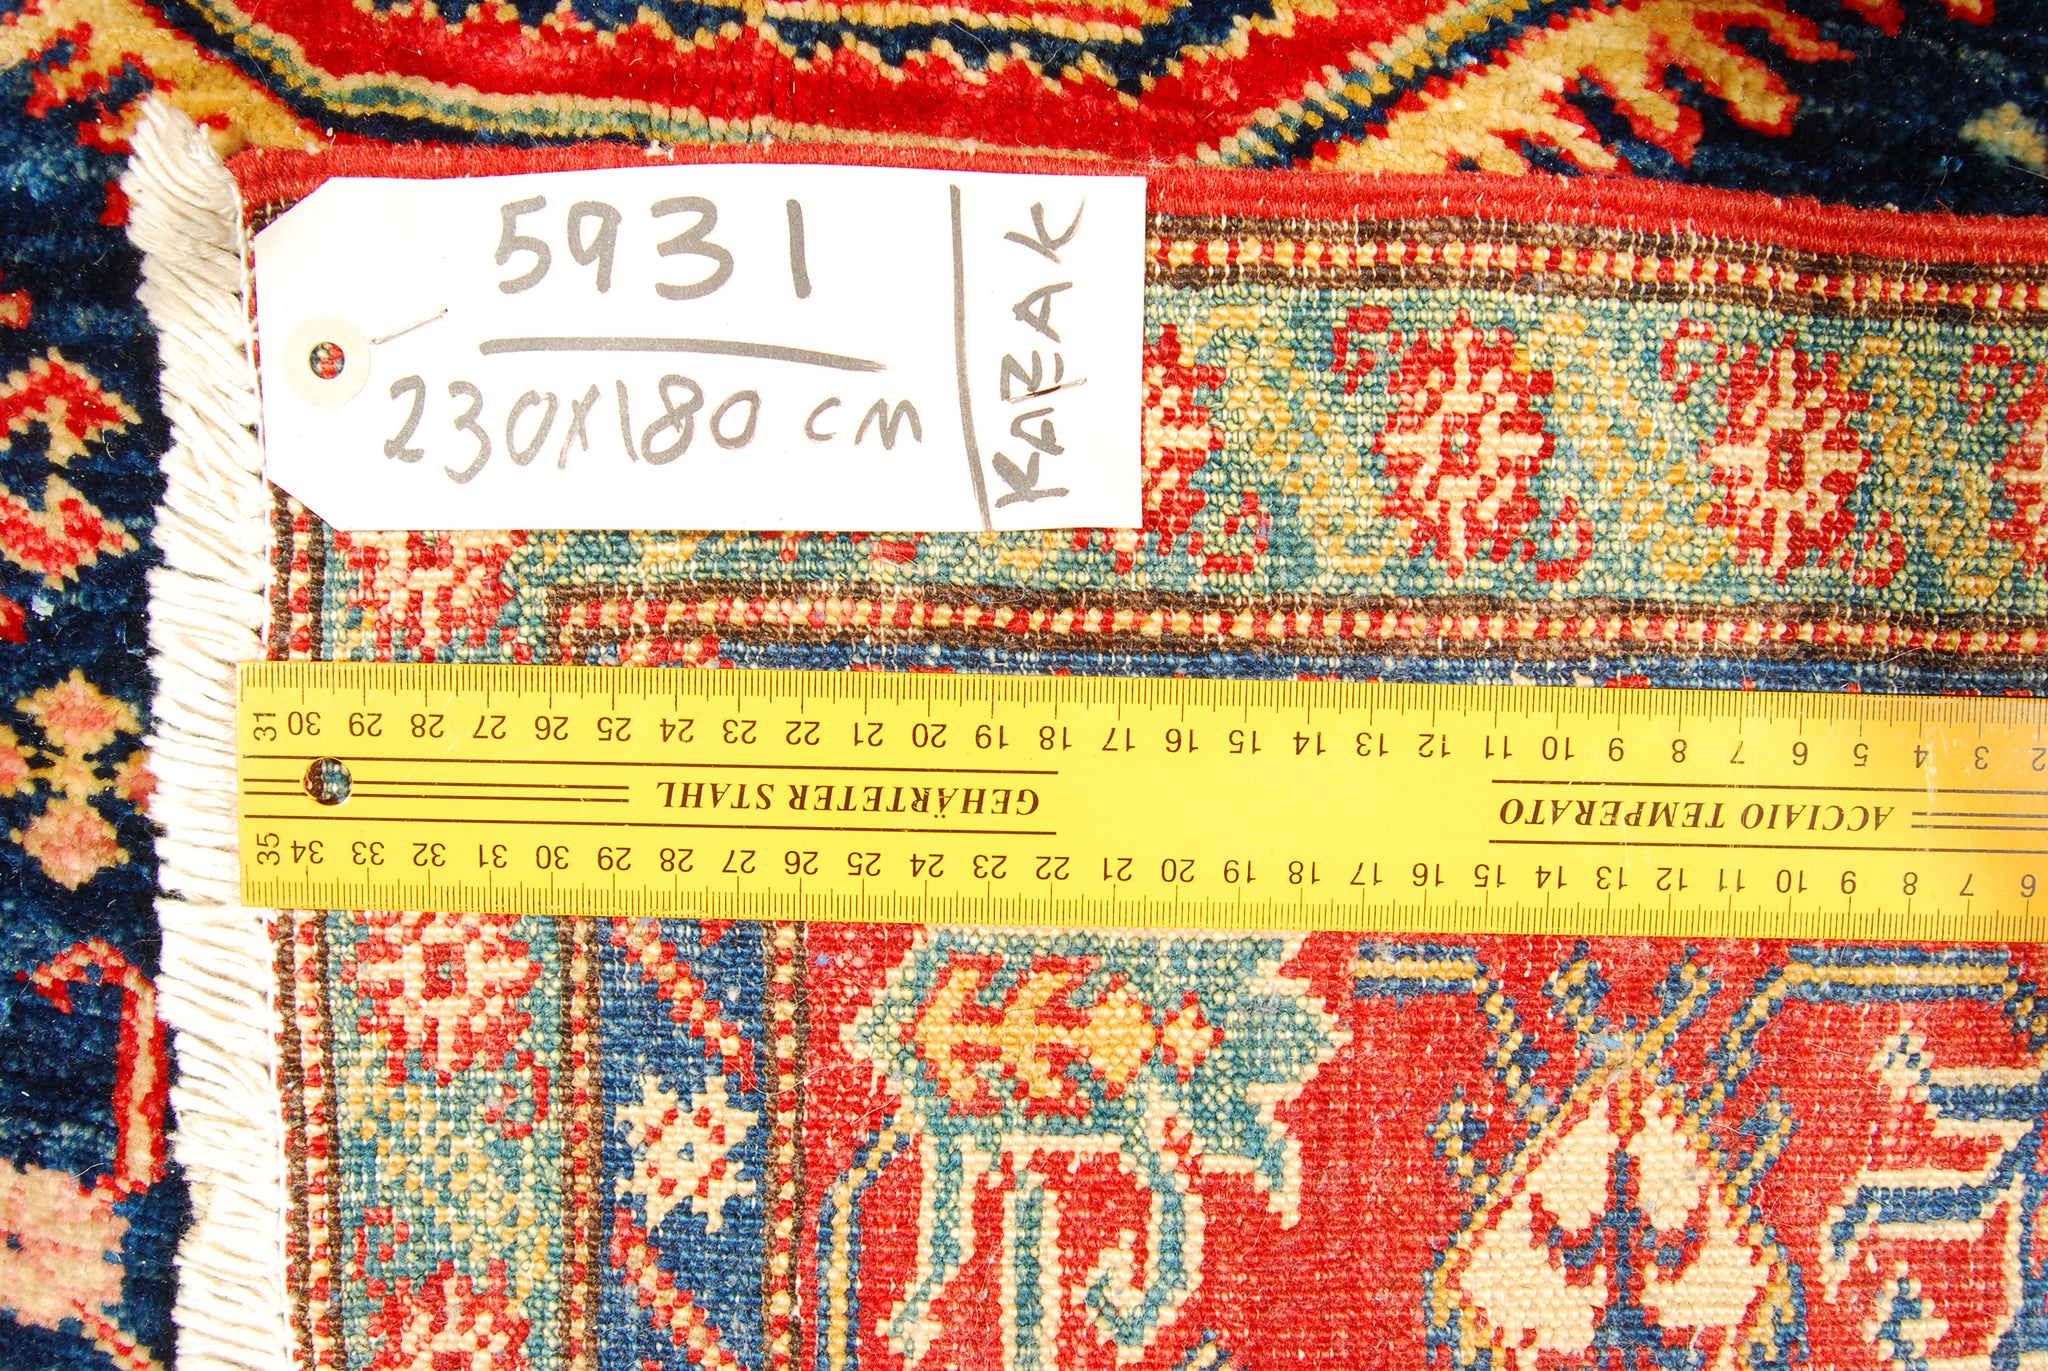 5931
230x180 cm
KAZAK
31 30 29 28 27 26 25 24 23 22 21 20 19 18 17 16 15 14 13 12 11 10 9 8 7 6 5 4 3 2
GEHÄRTETER STAHL
ACCIAIO TEMPERATO
35 34 33 32 31 30 29 28 27 26 25 24 23 22 21 20 19 18 17 16 15 14 13 12 11 10 9 8 7 6